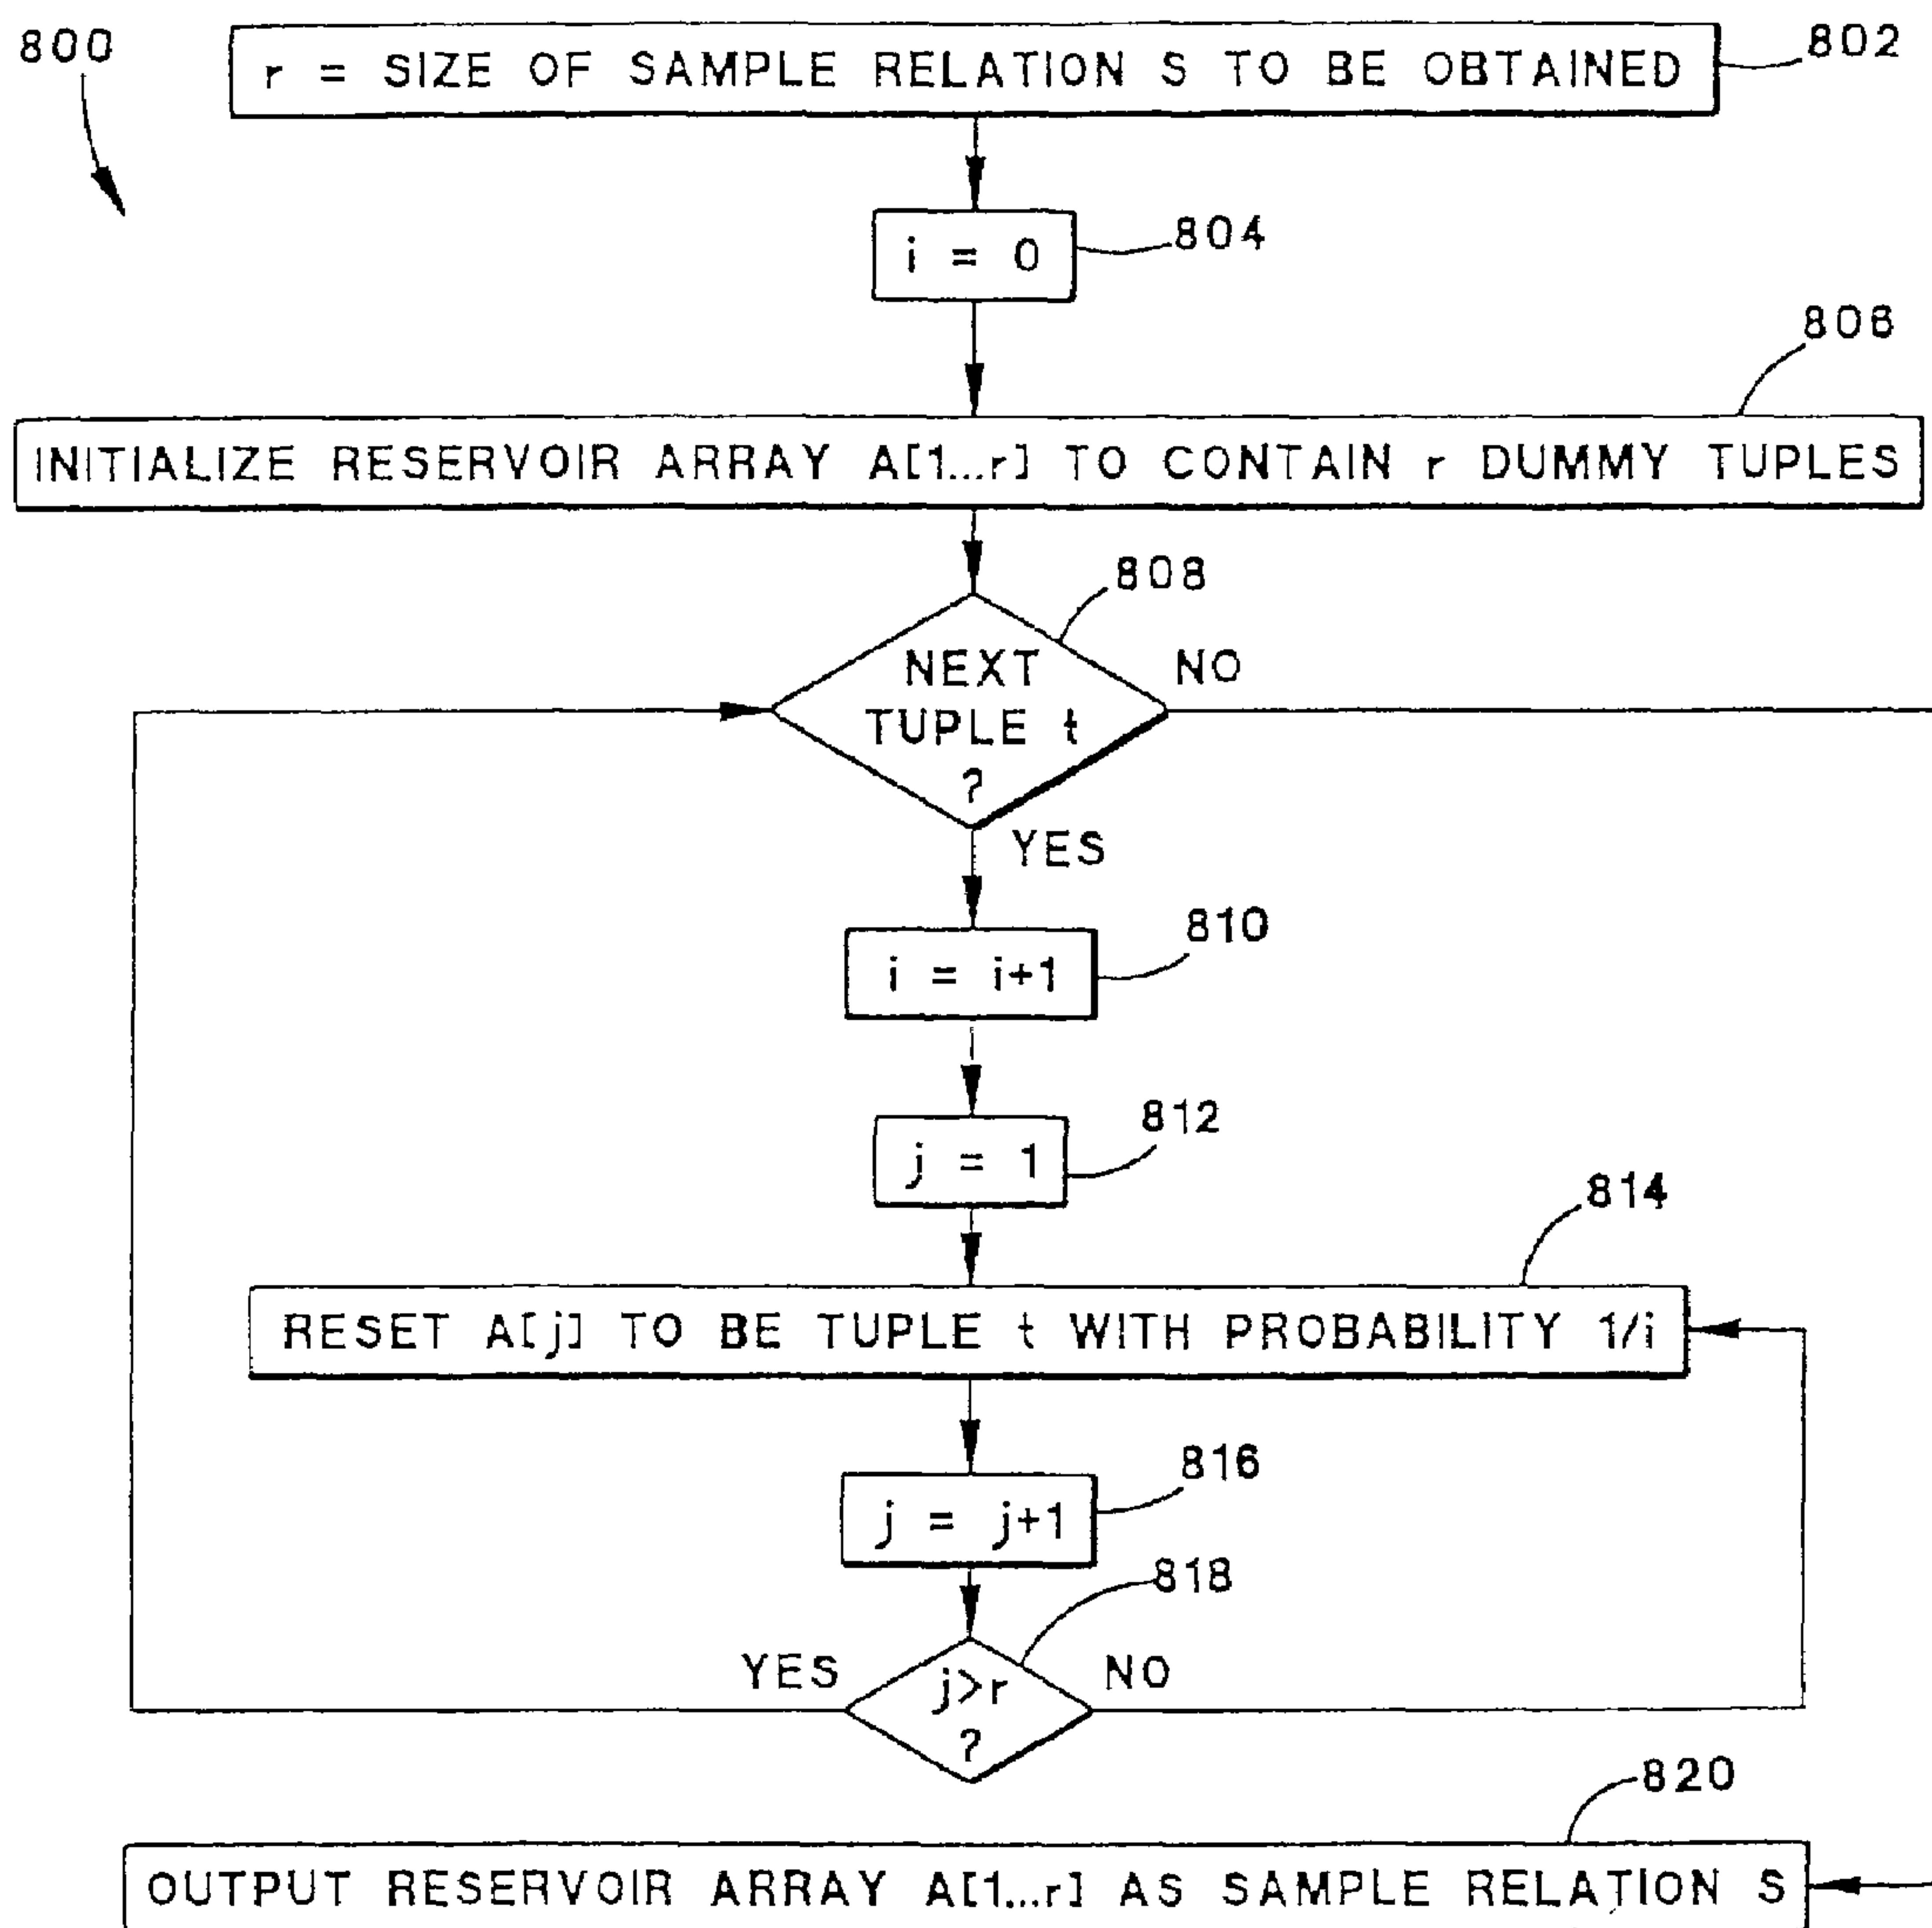 800
r = SIZE OF SAMPLE RELATION S TO BE OBTAINED
802
i = 0
804
806
INITIALIZE RESERVOIR ARRAY A[1...r] TO CONTAIN r DUMMY TUPLES
808
NEXT
TUPLE t
?
NO
YES
i = i+1
810
j = 1
812
814
RESET A[j] TO BE TUPLE t WITH PROBABILITY 1/i
j = j+1
816
818
YES
j>r
?
NO
820
OUTPUT RESERVOIR ARRAY A[1...r] AS SAMPLE RELATION S